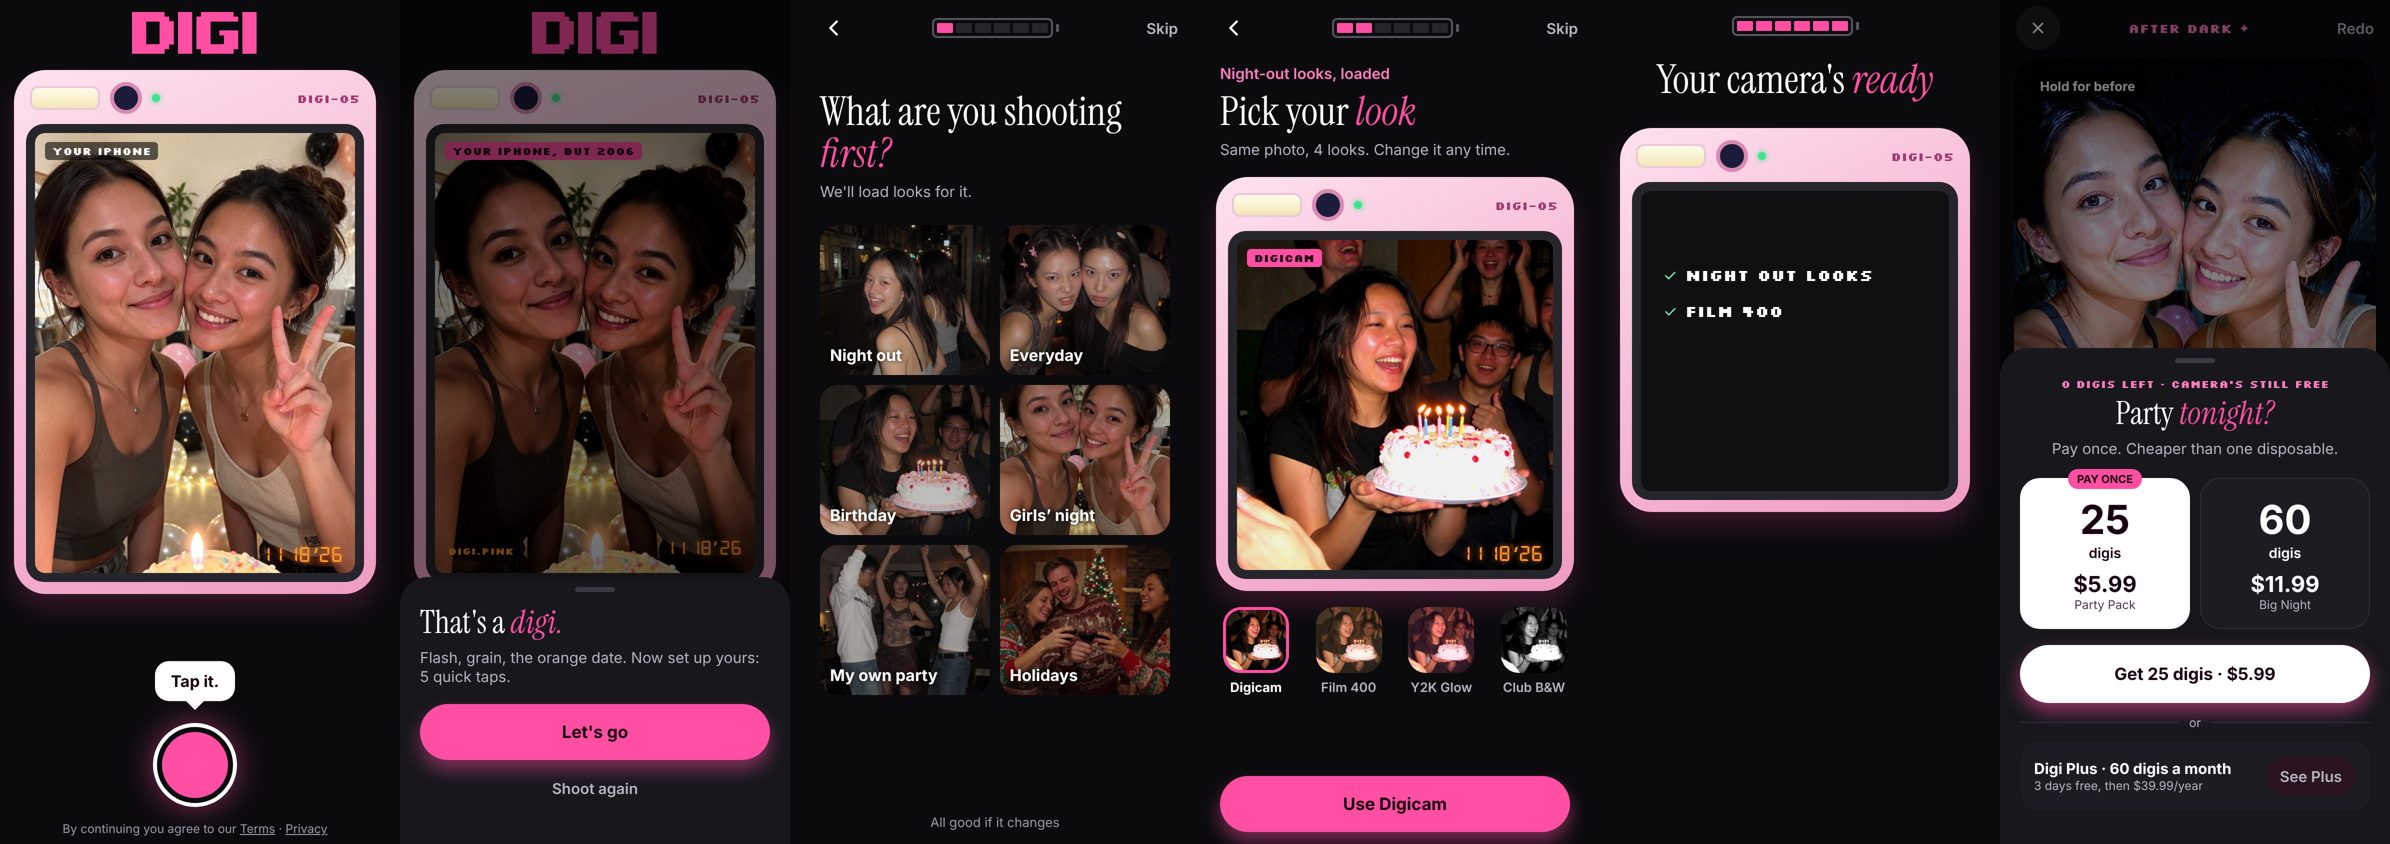 DIGI
DIGI-05
YOUR IPHONE
11 18'26
Tap it.
By continuing you agree to our Terms · Privacy
DIGI
DIGI-05
YOUR IPHONE, BUT 2006
DIGI.PINK
11 18'26
That's a digi.
Flash, grain, the orange date. Now set up yours:
5 quick taps.
Let's go
Shoot again
Skip
What are you shooting
first?
We'll load looks for it.
Night out
Everyday
Birthday
Girls' night
My own party
Holidays
All good if it changes
Skip
Night-out looks, loaded
Pick your look
Same photo, 4 looks. Change it any time.
DIGI-05
DIGICAM
11 18'26
Digicam
Film 400
Y2K Glow
Club B&W
Use Digicam
Your camera's ready
DIGI-05
✓ NIGHT OUT LOOKS
✓ FILM 400
AFTER DARK ✦
Redo
Hold for before
0 DIGIS LEFT - CAMERA'S STILL FREE
Party tonight?
Pay once. Cheaper than one disposable.
PAY ONCE
25
digis
$5.99
Party Pack
60
digis
$11.99
Big Night
Get 25 digis · $5.99
or
Digi Plus · 60 digis a month
3 days free, then $39.99/year
See Plus